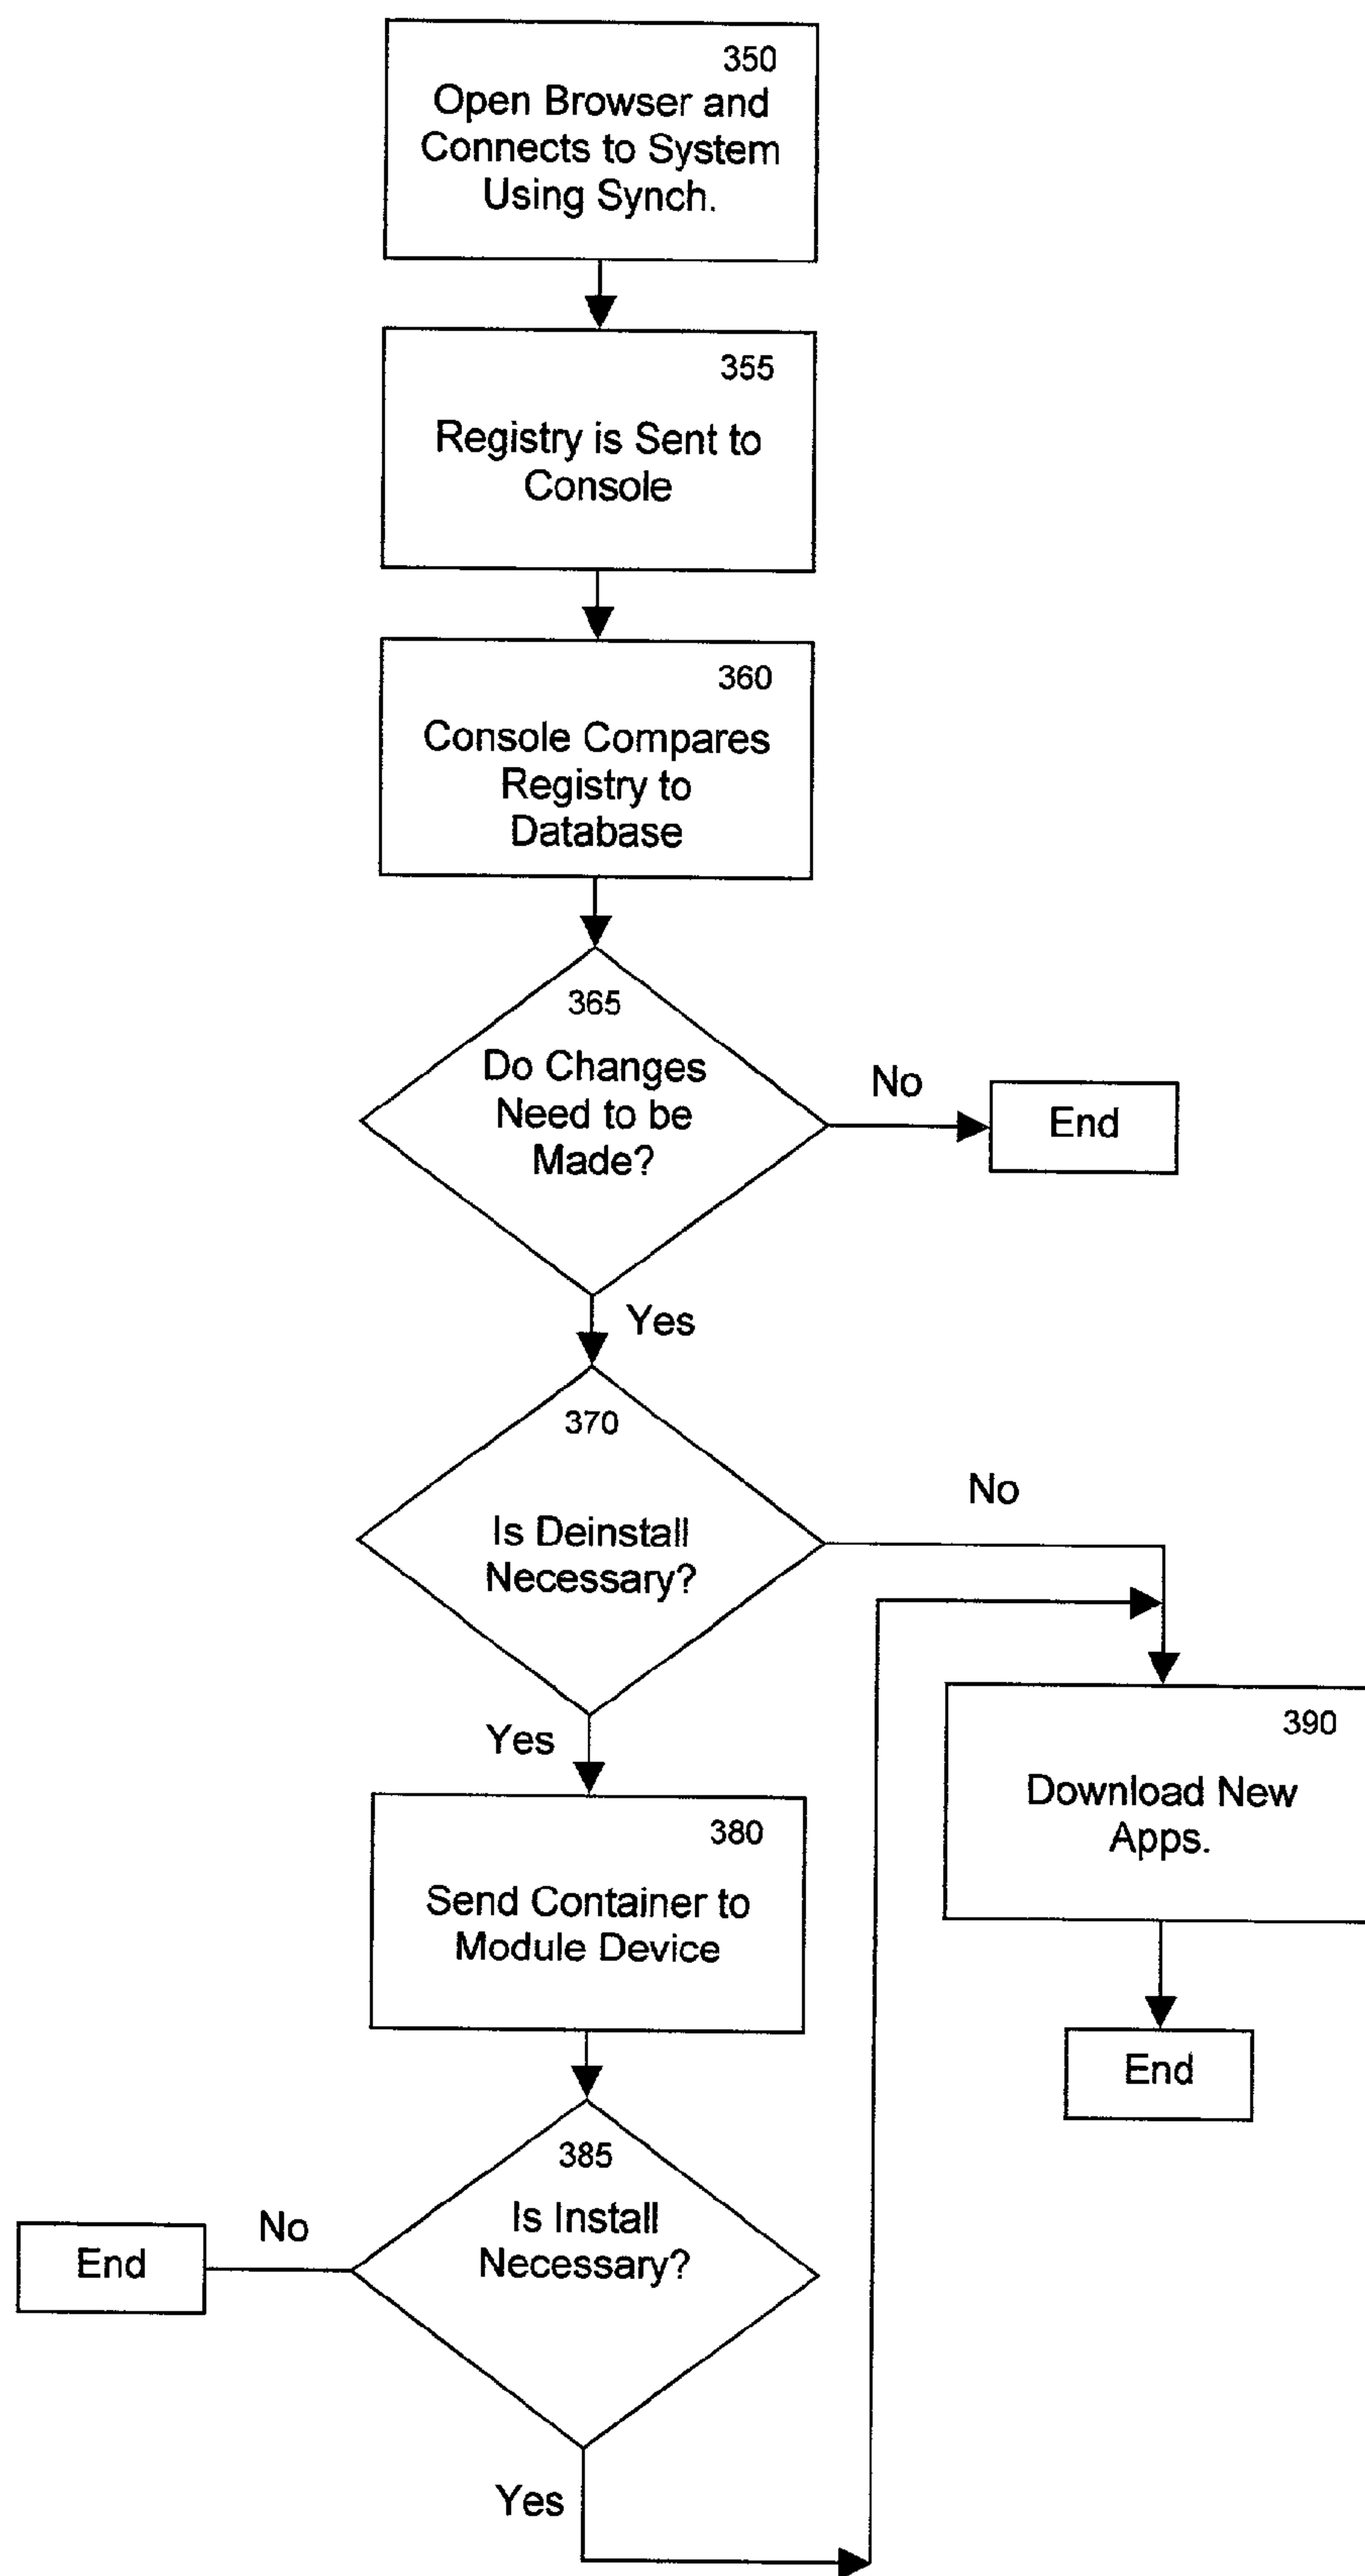 350
Open Browser and
Connects to System
Using Synch.
355
Registry is Sent to
Console
360
Console Compares
Registry to
Database
365
Do Changes
Need to be
Made?
No
End
Yes
370
Is Deinstall
Necessary?
No
Yes
390
Download New
Apps.
380
Send Container to
Module Device
End
385
Is Install
Necessary?
No
End
Yes